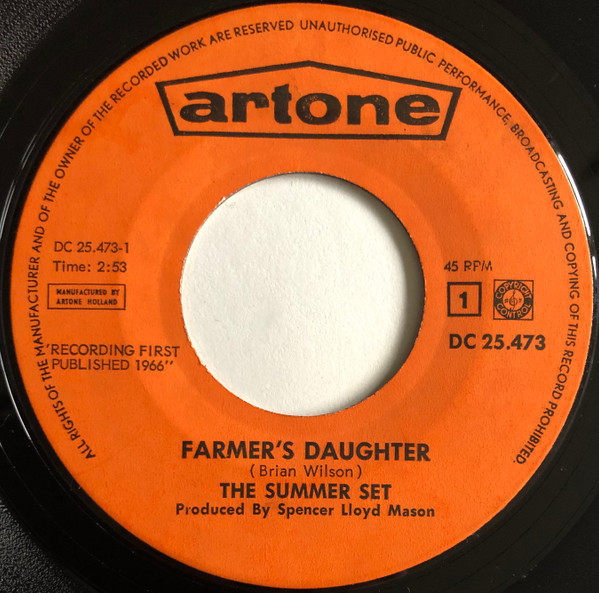 ALL RIGHTS OF THE MANUFACTURER AND OF THE OWNER OF THE RECORDED WORK ARE RESERVED UNAUTHORISED PUBLIC PERFORMANCE, BROADCASTING AND COPYING OF THIS RECORD PROHIBITED.
artone
DC 25.473-1
Time: 2:53
MANUFACTURED BY
ARTONE HOLLAND
'RECORDING FIRST
PUBLISHED 1966"
45 RPM
1
COPYRIGHT
CONTROL
DC 25.473
FARMER'S DAUGHTER
(Brian Wilson)
THE SUMMER SET
Produced By Spencer Lloyd Mason